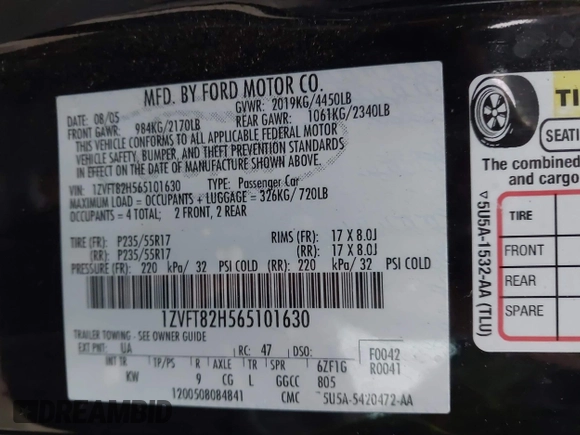 MFD. BY FORD MOTOR CO.
DATE: 08/05 GVWR: 2019KG/4450LB
FRONT GAWR: 984KG/2170LB REAR GAWR: 1061KG/2340LB
THIS VEHICLE CONFORMS TO ALL APPLICABLE FEDERAL MOTOR
VEHICLE SAFETY, BUMPER, AND THEFT PREVENTION STANDARDS
IN EFFECT ON THE DATE OF MANUFACTURE SHOWN ABOVE.
VIN: 1ZVFT82H565101630 TYPE: Passenger Car
MAXIMUM LOAD = OCCUPANTS + LUGGAGE = 326KG/720LB
OCCUPANTS = 4 TOTAL; 2 FRONT, 2 REAR
TIRE (FR): P235/55R17 RIMS (FR): 17 X 8.0J
(RR): P235/55R17 (RR): 17 X 8.0J
PRESSURE (FR): 220 kPa/ 32 PSI COLD (RR): 220 kPa/ 32 PSI COLD
1ZVFT82H565101630
TRAILER TOWING - SEE OWNER GUIDE
EXT PNT: UA RC: 47 DSO: F0042
INT TR TP/PS R AXLE TR SPR 6ZF1G R0041
KW 9 CG L GGCC 805
1200508084841 CMC 5U5A-5420472-AA
TI
SEATI
The combined
and cargo
TIRE
FRONT
REAR
SPARE
5U5A-1532-AA (TLU)
DREAMBID